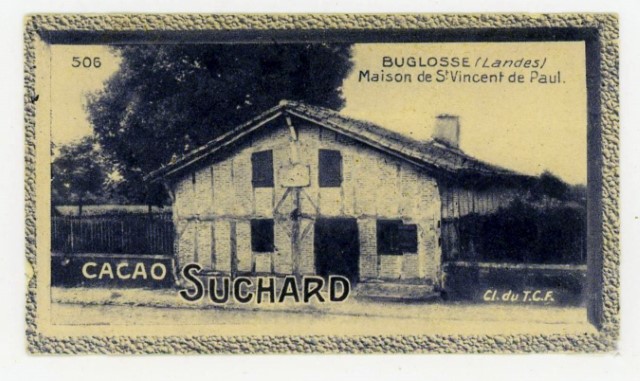 506
BUGLOSSE (Landes)
Maison de St Vincent de Paul.
CACAO SUCHARD
Cl. du T.C.F.